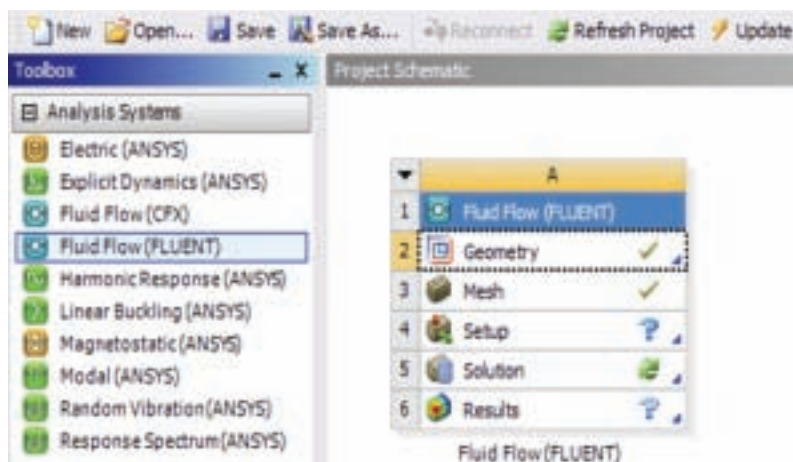 New Open... Save Save As... Reconnect Refresh Project Update
Toolbox
Analysis Systems
Electric (ANSYS)
Explicit Dynamics (ANSYS)
Fluid Flow (CFX)
Fluid Flow (FLUENT)
Harmonic Response (ANSYS)
Linear Buckling (ANSYS)
Magnetostatic (ANSYS)
Modal (ANSYS)
Random Vibration (ANSYS)
Response Spectrum (ANSYS)
Project Schematic
A
1 Fluid Flow (FLUENT)
2 Geometry
3 Mesh
4 Setup ?
5 Solution
6 Results ?
Fluid Flow (FLUENT)